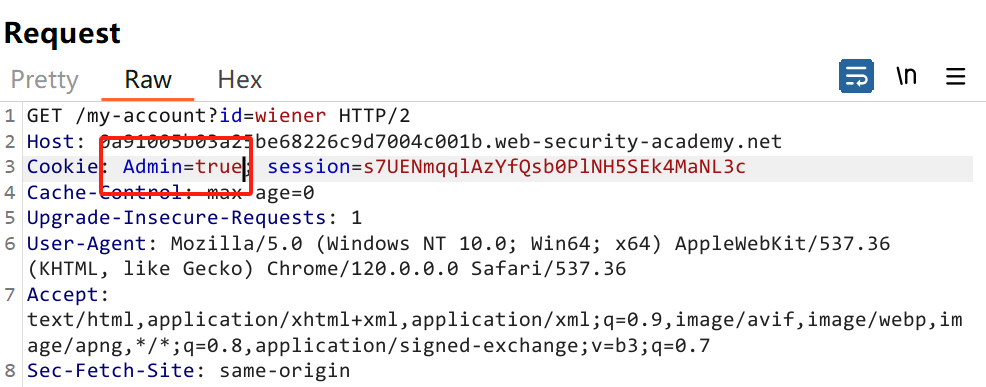 Request
Pretty Raw Hex \n
1 GET /my-account?id=wiener HTTP/2
2 Host: 0a91005b03a25be68226c9d7004c001b.web-security-academy.net
3 Cookie: Admin=true; session=s7UENmqqlAzYfQsb0PlNH5SEk4MaNL3c
4 Cache-Control: max-age=0
5 Upgrade-Insecure-Requests: 1
6 User-Agent: Mozilla/5.0 (Windows NT 10.0; Win64; x64) AppleWebKit/537.36
(KHTML, like Gecko) Chrome/120.0.0.0 Safari/537.36
7 Accept:
text/html,application/xhtml+xml,application/xml;q=0.9,image/avif,image/webp,im
age/apng,*/*;q=0.8,application/signed-exchange;v=b3;q=0.7
8 Sec-Fetch-Site: same-origin